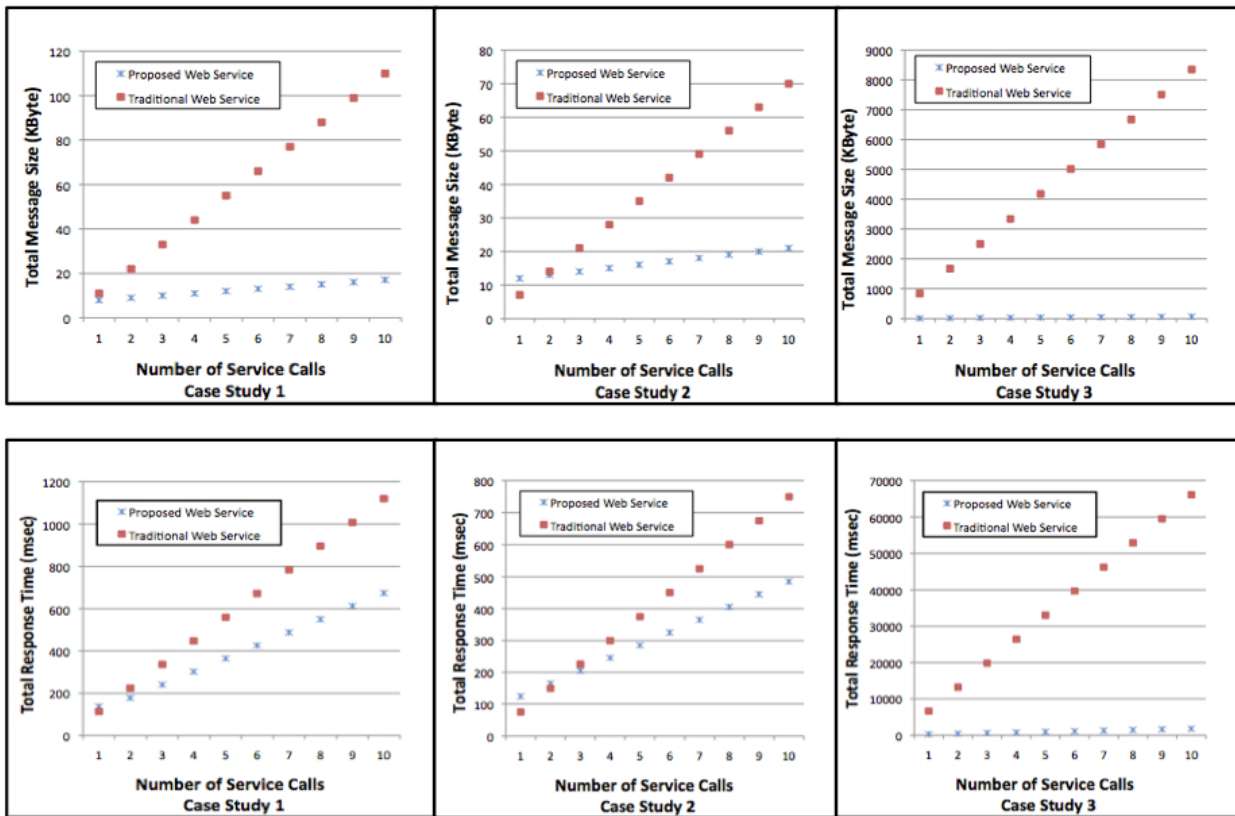 120
100
80
60
40
20
0
Total Message Size (KByte)
Proposed Web Service
Traditional Web Service
1 2 3 4 5 6 7 8 9 10
Number of Service Calls
Case Study 1
80
70
60
50
40
30
20
10
0
Total Message Size (KByte)
Proposed Web Service
Traditional Web Service
1 2 3 4 5 6 7 8 9 10
Number of Service Calls
Case Study 2
9000
8000
7000
6000
5000
4000
3000
2000
1000
0
Total Message Size (KByte)
Proposed Web Service
Traditional Web Service
1 2 3 4 5 6 7 8 9 10
Number of Service Calls
Case Study 3
1200
1000
800
600
400
200
0
Total Response Time (msec)
Proposed Web Service
Traditional Web Service
1 2 3 4 5 6 7 8 9 10
Number of Service Calls
Case Study 1
800
700
600
500
400
300
200
100
0
Total Response Time (msec)
Proposed Web Service
Traditional Web Service
1 2 3 4 5 6 7 8 9 10
Number of Service Calls
Case Study 2
70000
60000
50000
40000
30000
20000
10000
0
Total Response Time (msec)
Proposed Web Service
Traditional Web Service
1 2 3 4 5 6 7 8 9 10
Number of Service Calls
Case Study 3